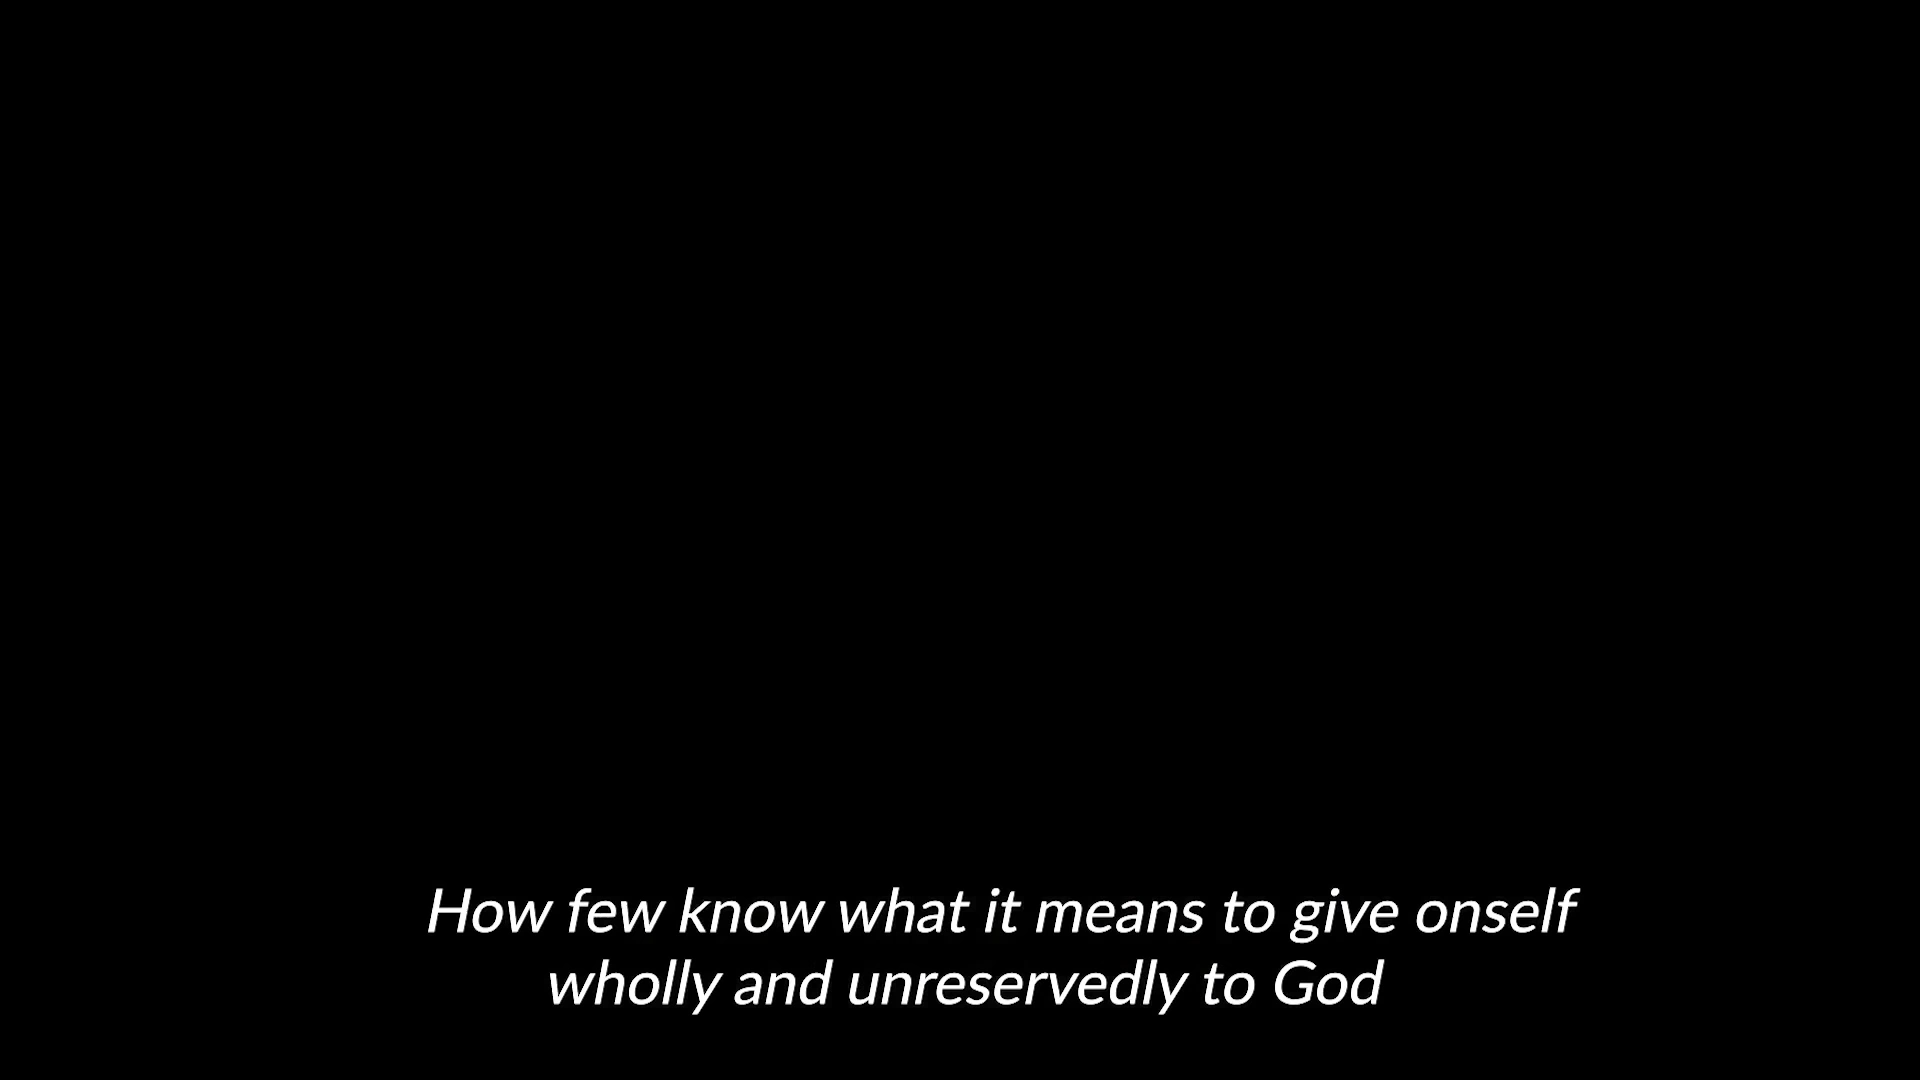 How few know what it means to give onself
wholly and unreservedly to God